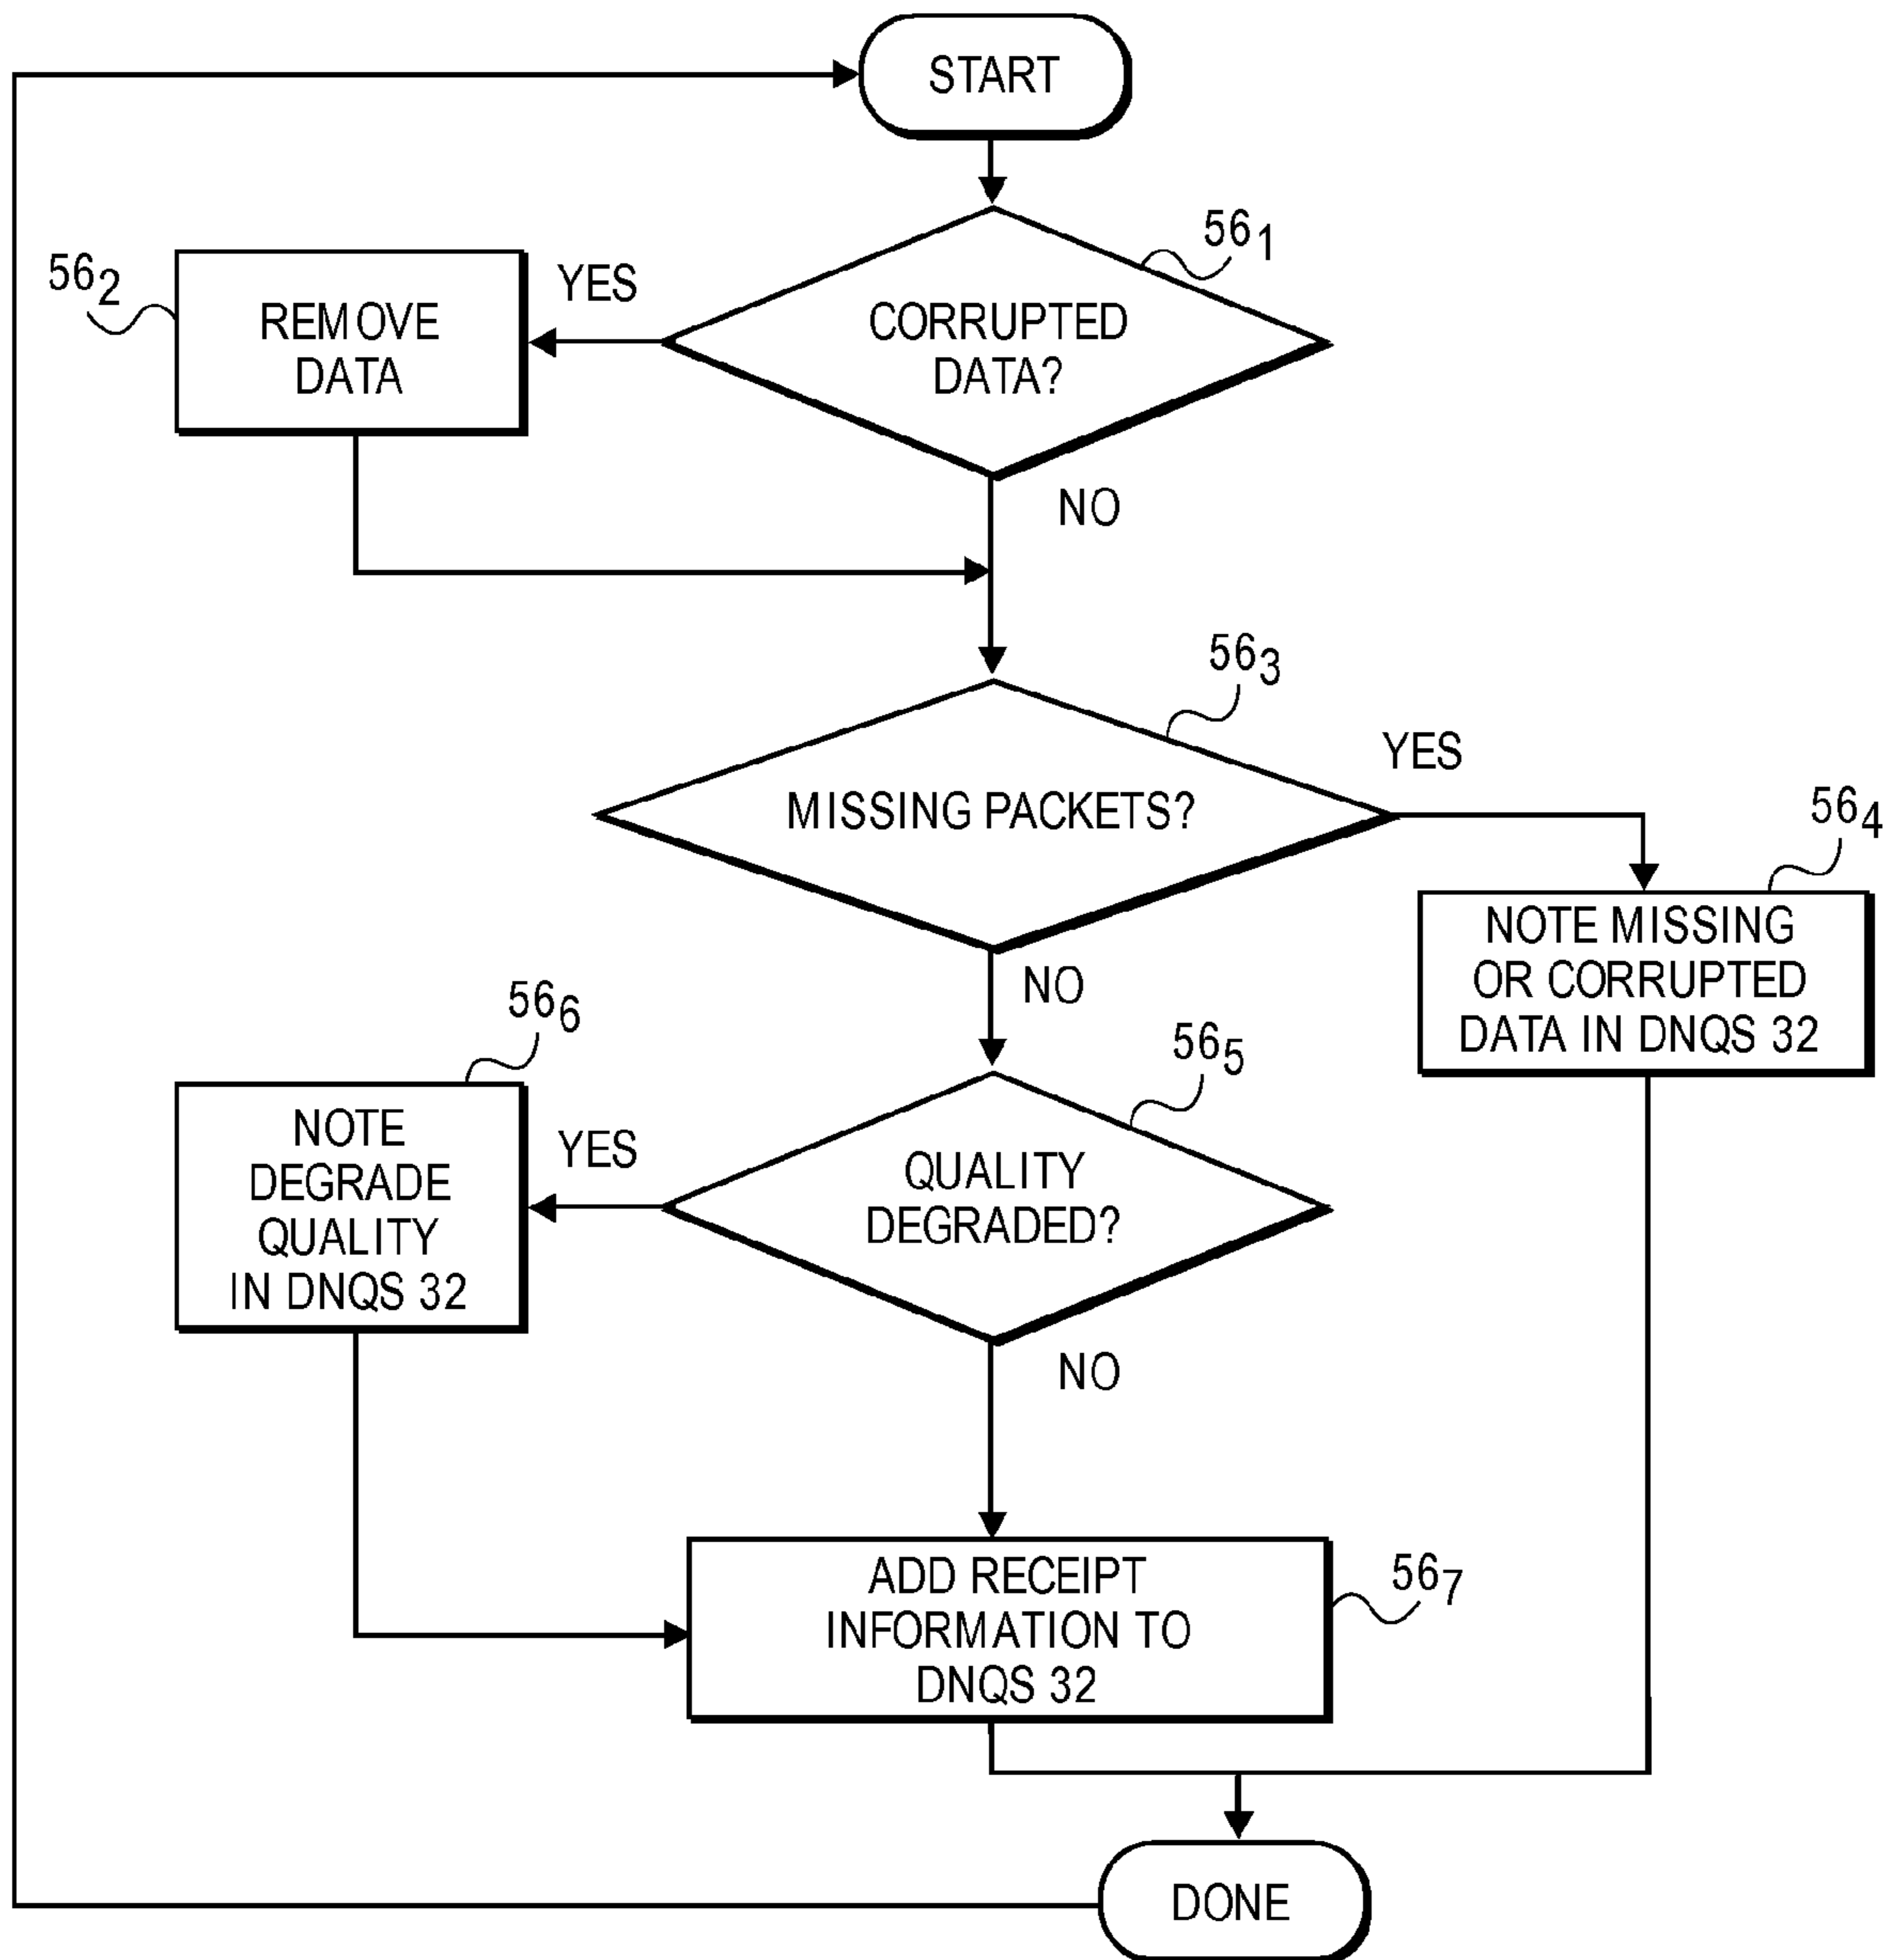 START
56₁
CORRUPTED
DATA?
YES
56₂
REMOVE
DATA
NO
56₃
MISSING PACKETS?
YES
56₄
NOTE MISSING
OR CORRUPTED
DATA IN DNQS 32
NO
56₅
QUALITY
DEGRADED?
YES
56₆
NOTE
DEGRADE
QUALITY
IN DNQS 32
NO
ADD RECEIPT
INFORMATION TO
DNQS 32
56₇
DONE